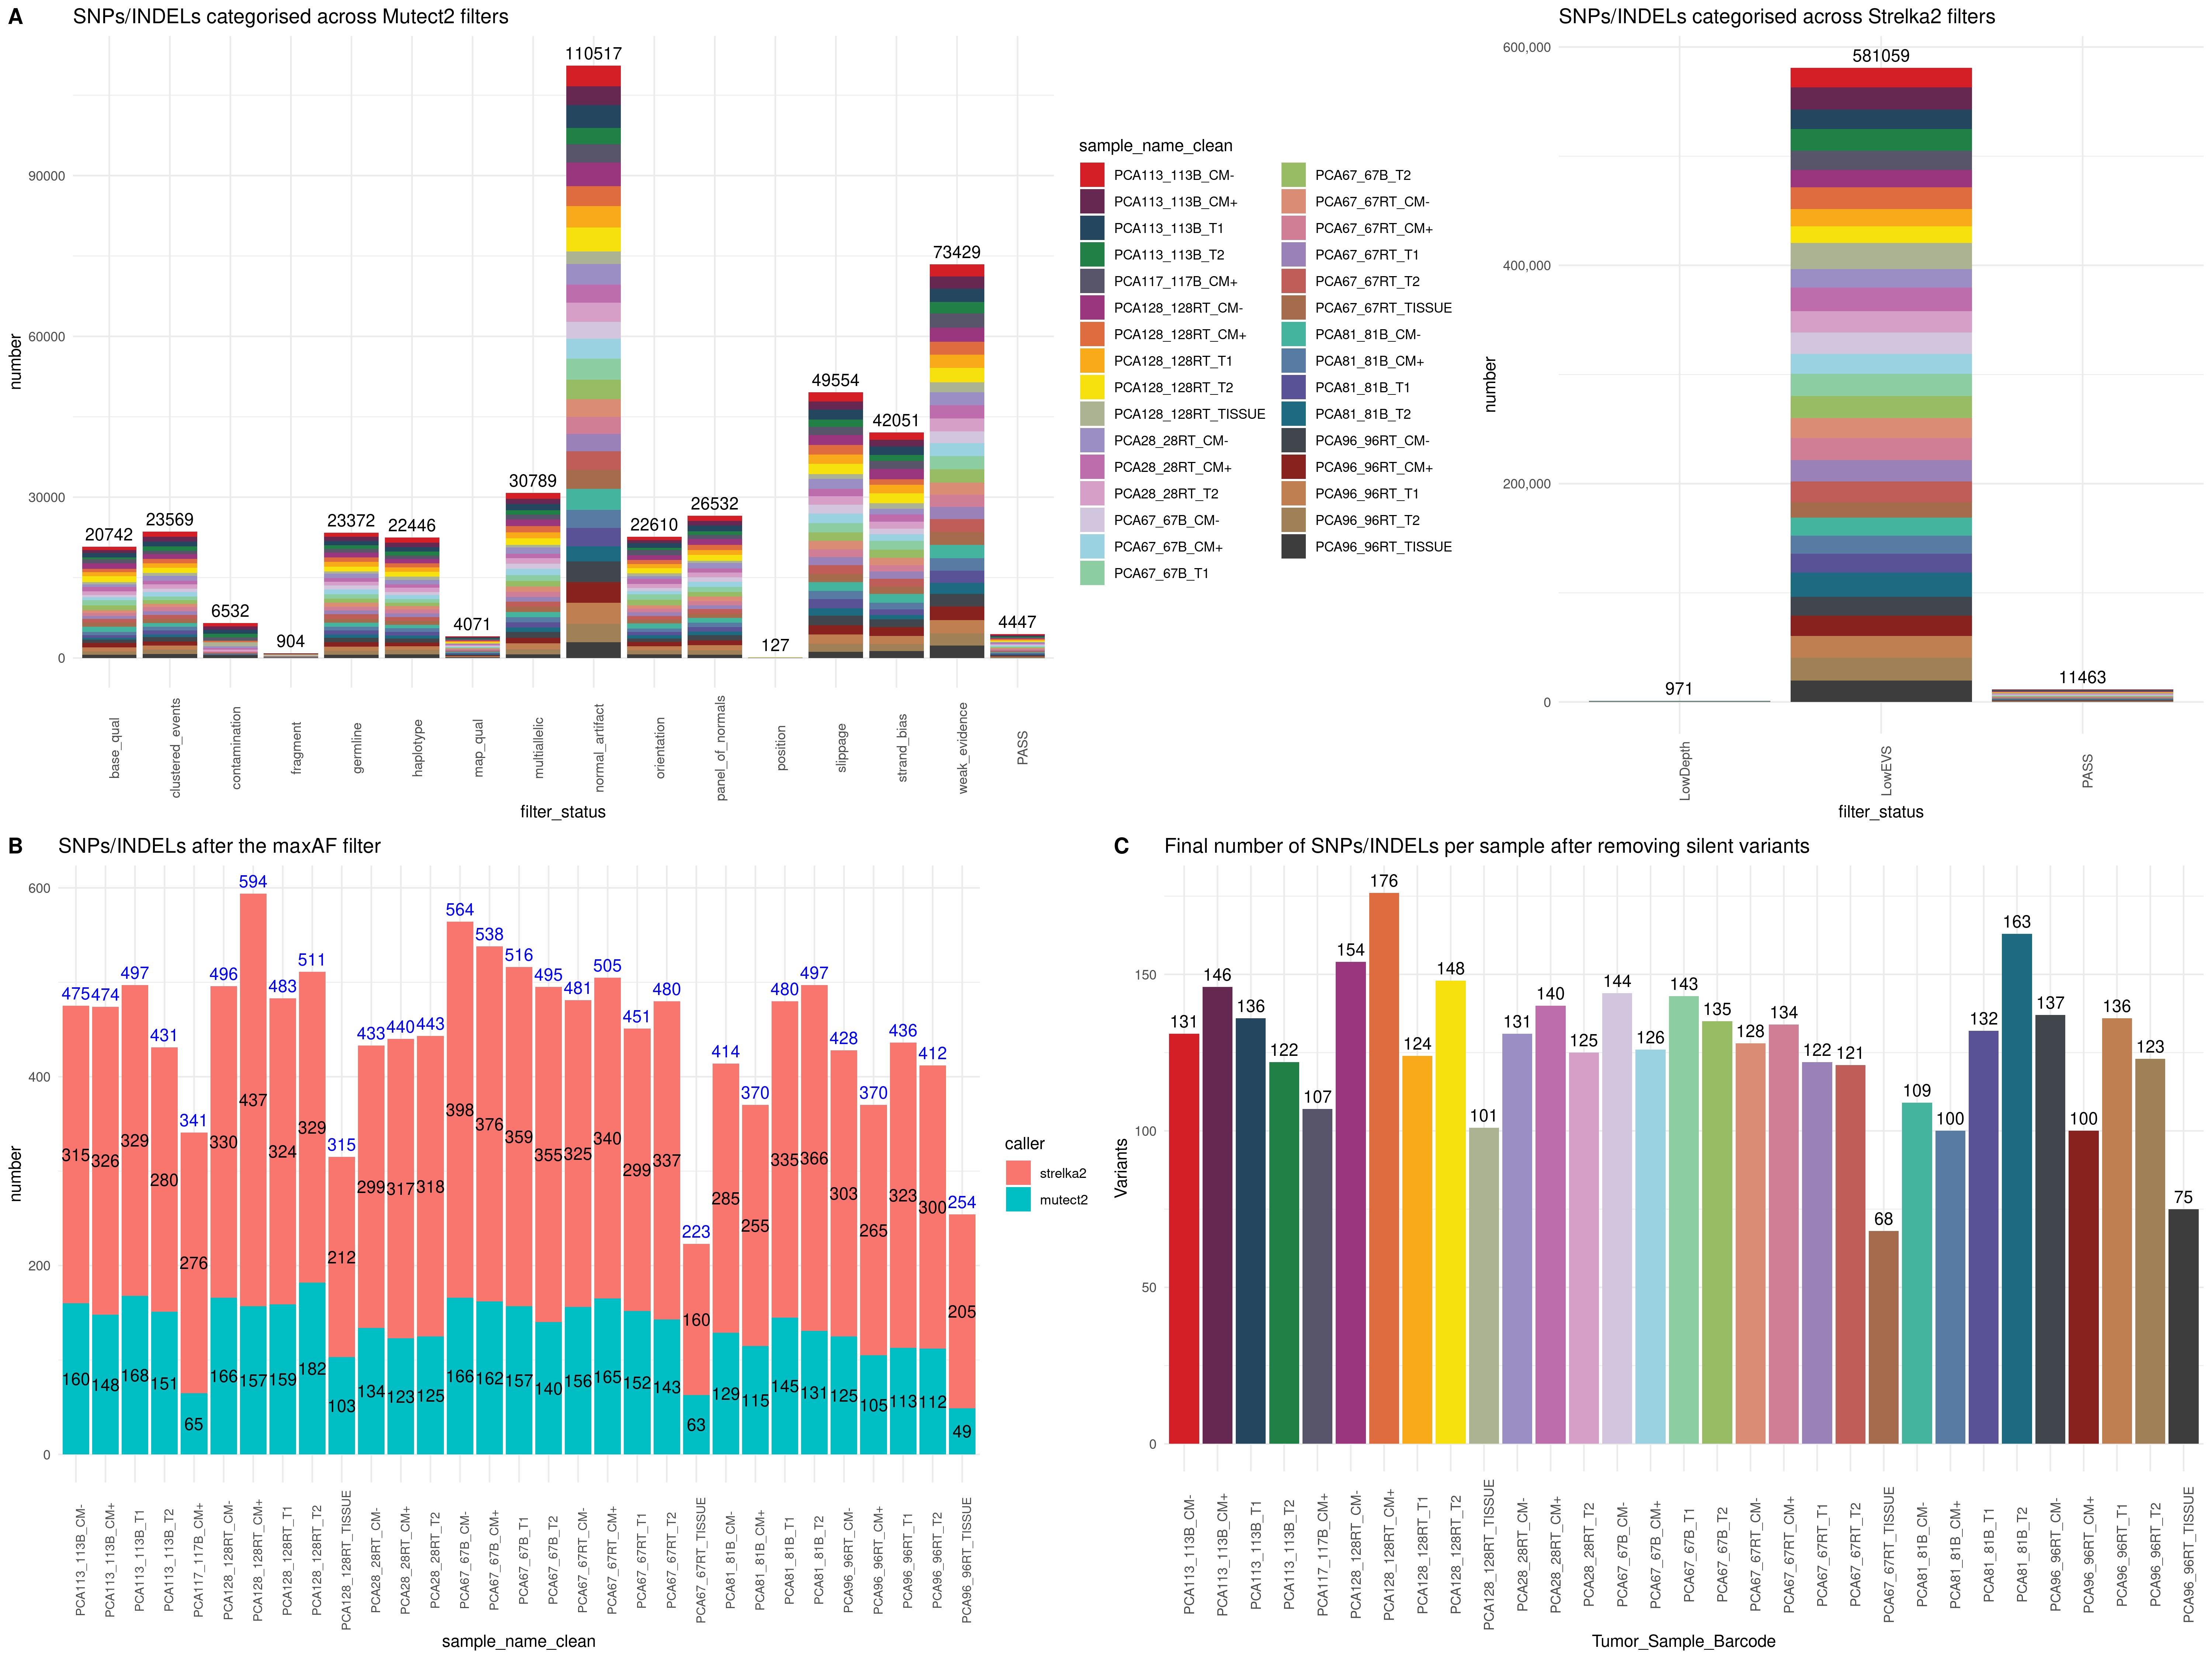 A
SNPs/INDELs categorised across Mutect2 filters
number
90000
60000
30000
0
20742
23569
6532
904
23372
22446
4071
30789
110517
22610
26532
127
49554
42051
73429
4447
base_qual
clustered_events
contamination
fragment
germline
haplotype
map_qual
multiallelic
normal_artifact
orientation
panel_of_normals
position
slippage
strand_bias
weak_evidence
PASS
filter_status
sample_name_clean
PCA113_113B_CM-
PCA113_113B_CM+
PCA113_113B_T1
PCA113_113B_T2
PCA117_117B_CM+
PCA128_128RT_CM-
PCA128_128RT_CM+
PCA128_128RT_T1
PCA128_128RT_T2
PCA128_128RT_TISSUE
PCA28_28RT_CM-
PCA28_28RT_CM+
PCA28_28RT_T2
PCA67_67B_CM-
PCA67_67B_CM+
PCA67_67B_T1
PCA67_67B_T2
PCA67_67RT_CM-
PCA67_67RT_CM+
PCA67_67RT_T1
PCA67_67RT_T2
PCA67_67RT_TISSUE
PCA81_81B_CM-
PCA81_81B_CM+
PCA81_81B_T1
PCA81_81B_T2
PCA96_96RT_CM-
PCA96_96RT_CM+
PCA96_96RT_T1
PCA96_96RT_T2
PCA96_96RT_TISSUE
SNPs/INDELs categorised across Strelka2 filters
number
600,000
400,000
200,000
0
971
581059
11463
LowDepth
LowEVS
PASS
filter_status
B
SNPs/INDELs after the maxAF filter
number
600
400
200
0
475
474
497
431
341
496
594
483
511
315
433
440
443
564
538
516
495
481
505
451
480
223
414
370
480
497
428
370
436
412
254
315
326
329
280
276
330
437
324
329
212
299
317
318
398
376
359
355
325
340
299
337
160
285
255
335
366
303
265
323
300
205
160
148
168
151
65
166
157
159
182
103
134
123
125
166
162
157
140
156
165
152
143
63
129
115
145
131
125
105
113
112
49
PCA113_113B_CM-
PCA113_113B_CM+
PCA113_113B_T1
PCA113_113B_T2
PCA117_117B_CM+
PCA128_128RT_CM-
PCA128_128RT_CM+
PCA128_128RT_T1
PCA128_128RT_T2
PCA128_128RT_TISSUE
PCA28_28RT_CM-
PCA28_28RT_CM+
PCA28_28RT_T2
PCA67_67B_CM-
PCA67_67B_CM+
PCA67_67B_T1
PCA67_67B_T2
PCA67_67RT_CM-
PCA67_67RT_CM+
PCA67_67RT_T1
PCA67_67RT_T2
PCA67_67RT_TISSUE
PCA81_81B_CM-
PCA81_81B_CM+
PCA81_81B_T1
PCA81_81B_T2
PCA96_96RT_CM-
PCA96_96RT_CM+
PCA96_96RT_T1
PCA96_96RT_T2
PCA96_96RT_TISSUE
sample_name_clean
caller
strelka2
mutect2
C
Final number of SNPs/INDELs per sample after removing silent variants
Variants
150
100
50
0
131
146
136
122
107
154
176
124
148
101
131
140
125
144
126
143
135
128
134
122
121
68
109
100
132
163
137
100
136
123
75
PCA113_113B_CM-
PCA113_113B_CM+
PCA113_113B_T1
PCA113_113B_T2
PCA117_117B_CM+
PCA128_128RT_CM-
PCA128_128RT_CM+
PCA128_128RT_T1
PCA128_128RT_T2
PCA128_128RT_TISSUE
PCA28_28RT_CM-
PCA28_28RT_CM+
PCA28_28RT_T2
PCA67_67B_CM-
PCA67_67B_CM+
PCA67_67B_T1
PCA67_67B_T2
PCA67_67RT_CM-
PCA67_67RT_CM+
PCA67_67RT_T1
PCA67_67RT_T2
PCA67_67RT_TISSUE
PCA81_81B_CM-
PCA81_81B_CM+
PCA81_81B_T1
PCA81_81B_T2
PCA96_96RT_CM-
PCA96_96RT_CM+
PCA96_96RT_T1
PCA96_96RT_T2
PCA96_96RT_TISSUE
Tumor_Sample_Barcode